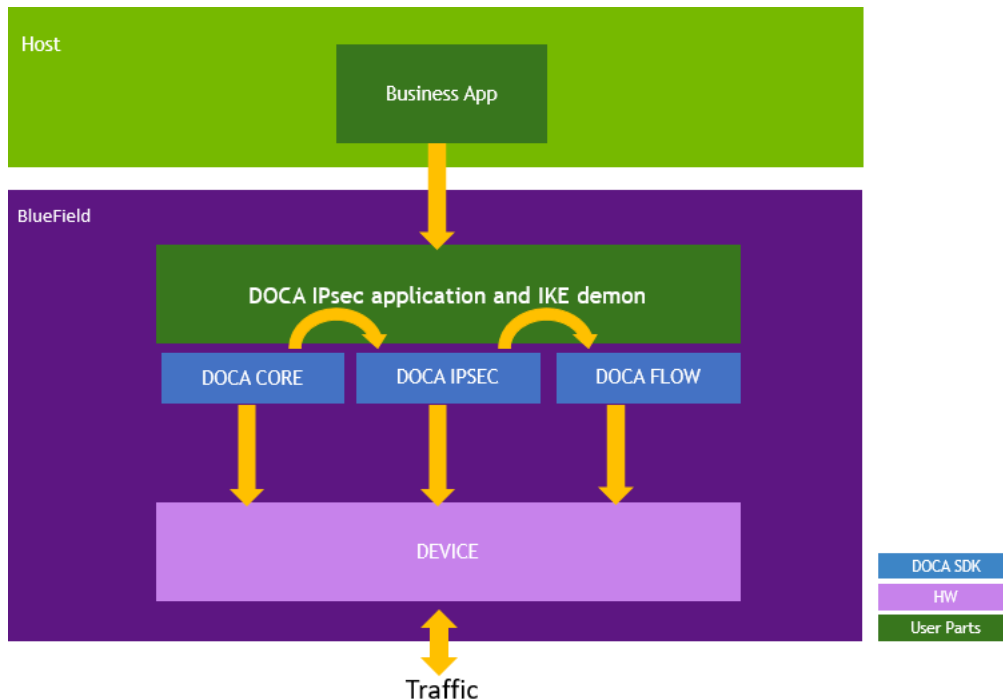 Host
Business App
BlueField
DOCA IPsec application and IKE demon
DOCA CORE
DOCA IPSEC
DOCA FLOW
DEVICE
DOCA SDK
HW
User Parts
Traffic